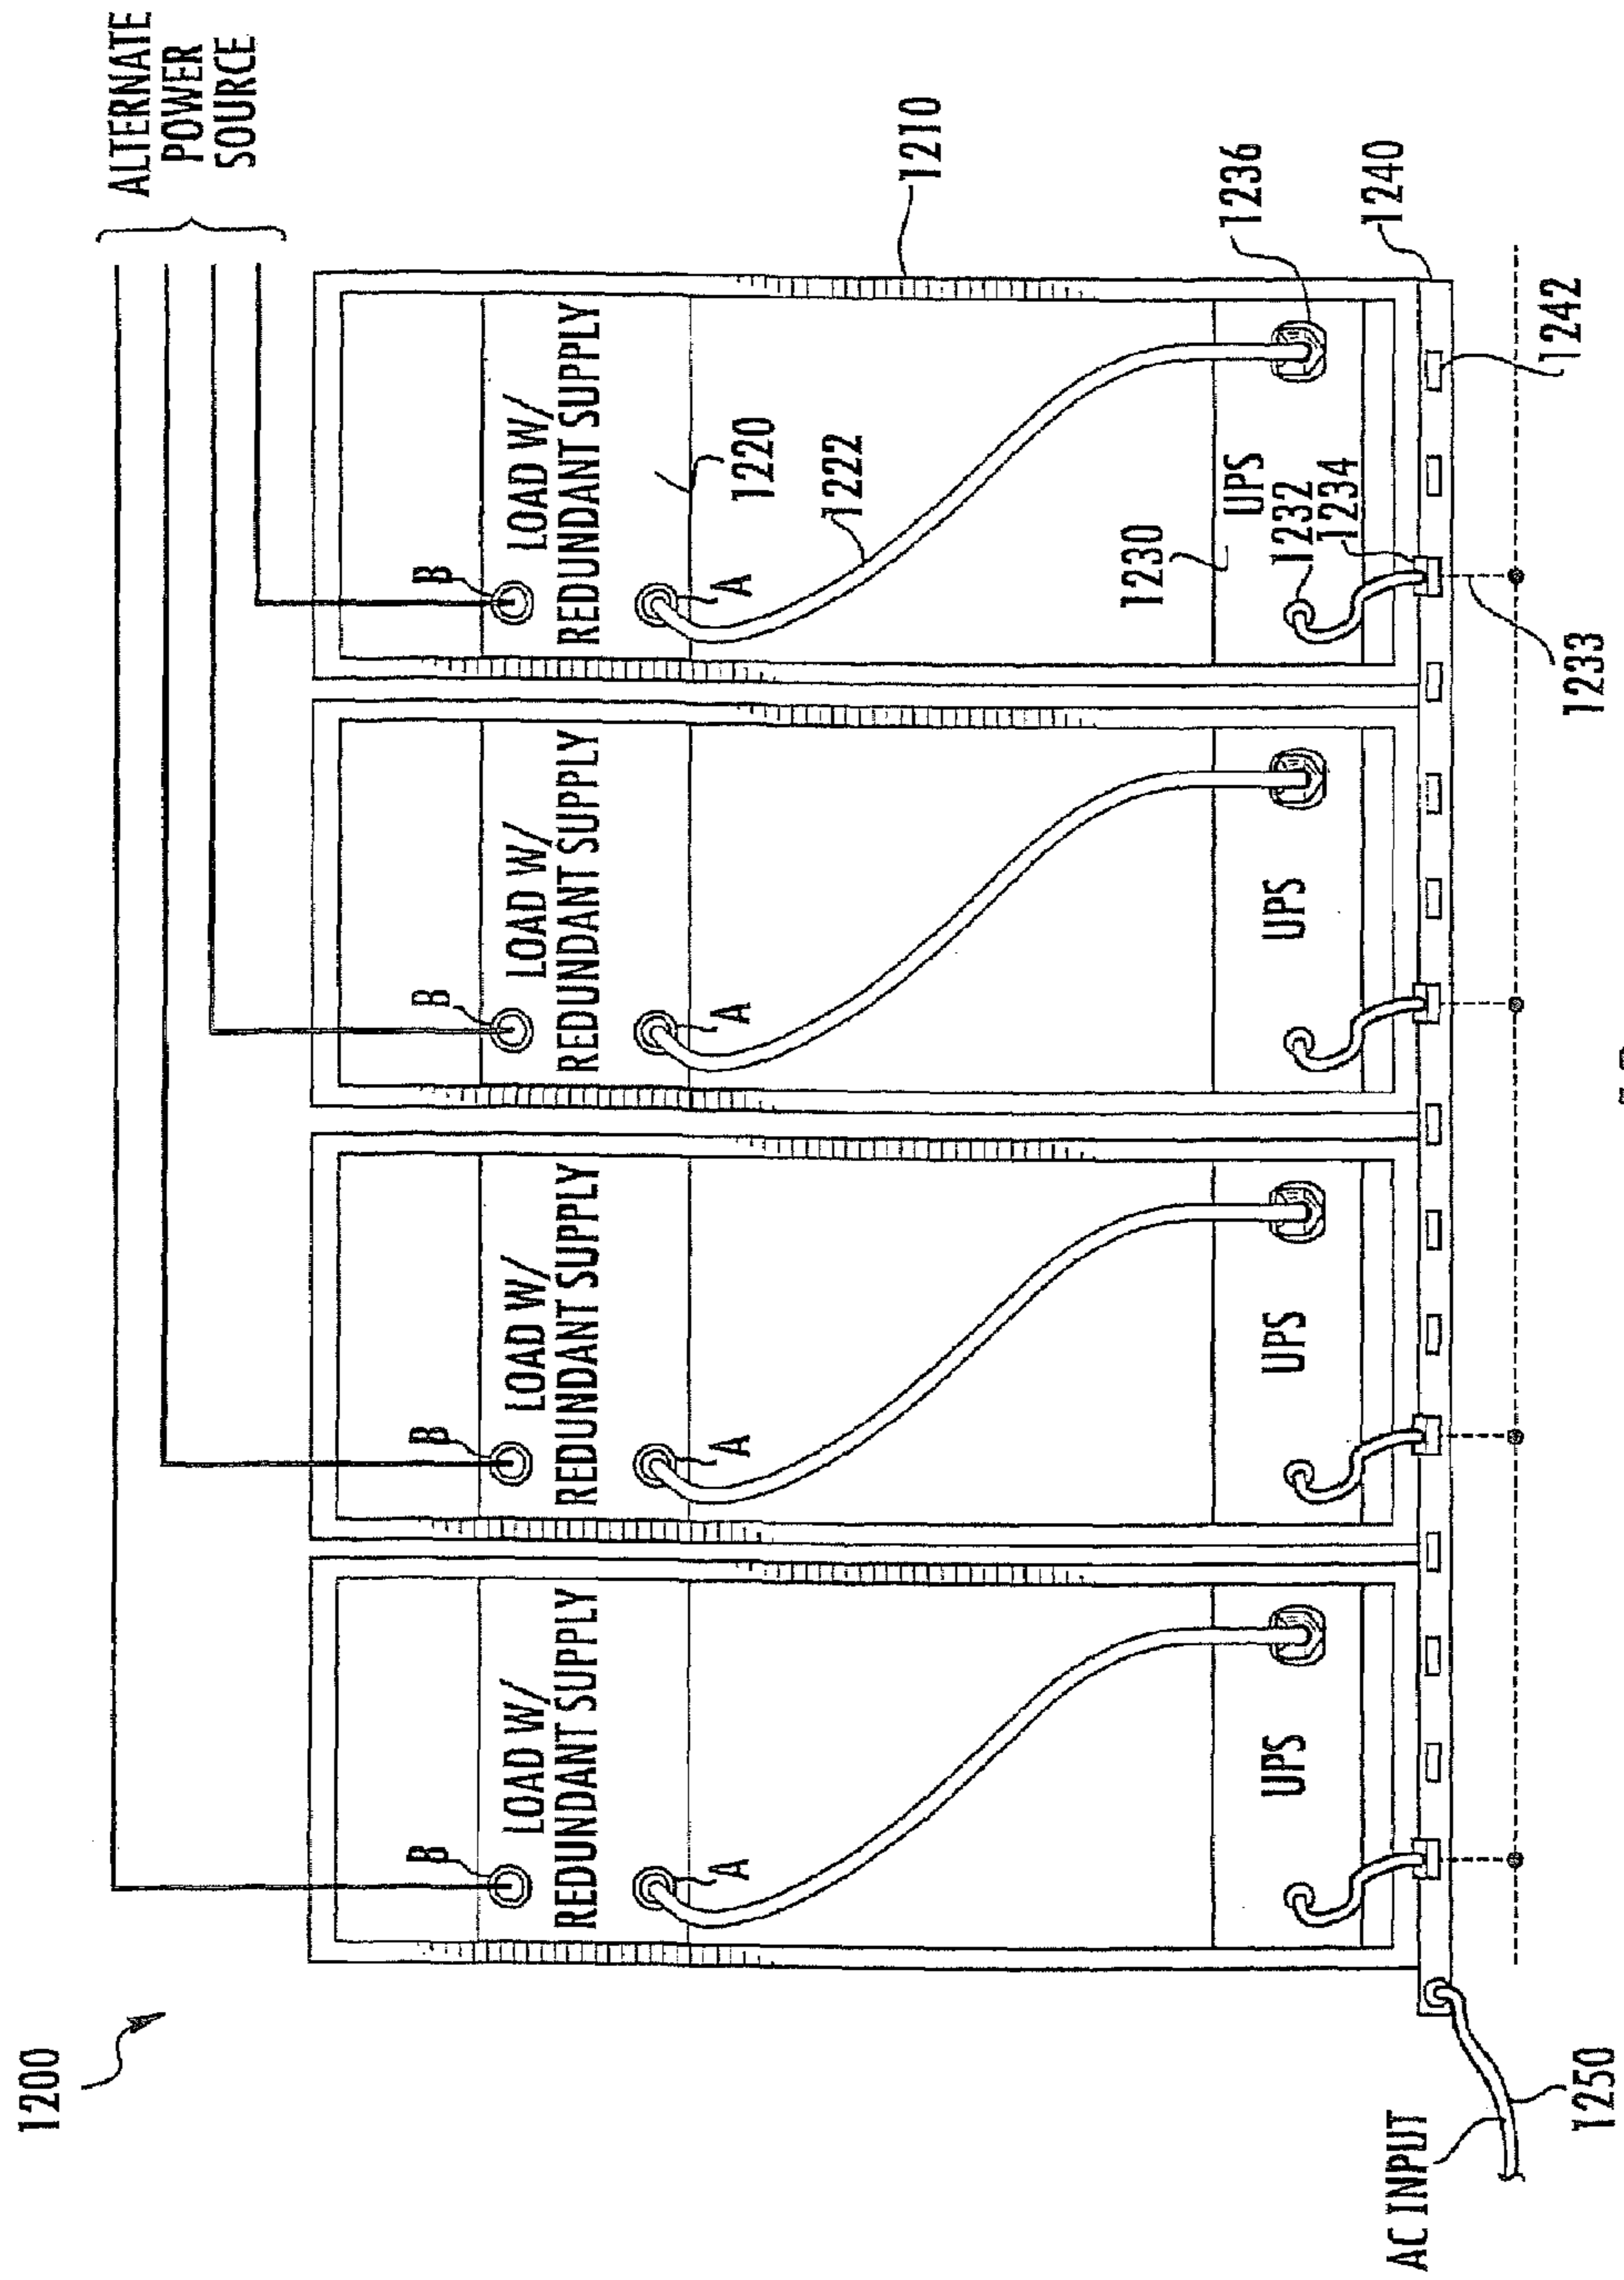 1200
ALTERNATE
POWER
SOURCE
B
LOAD W/
REDUNDANT SUPPLY
A
UPS
B
LOAD W/
REDUNDANT SUPPLY
A
UPS
B
LOAD W/
REDUNDANT SUPPLY
A
UPS
B
LOAD W/
REDUNDANT SUPPLY
A
1220
1222
1210
1230
UPS
1232
1234
1236
1240
1242
1233
AC INPUT
1250